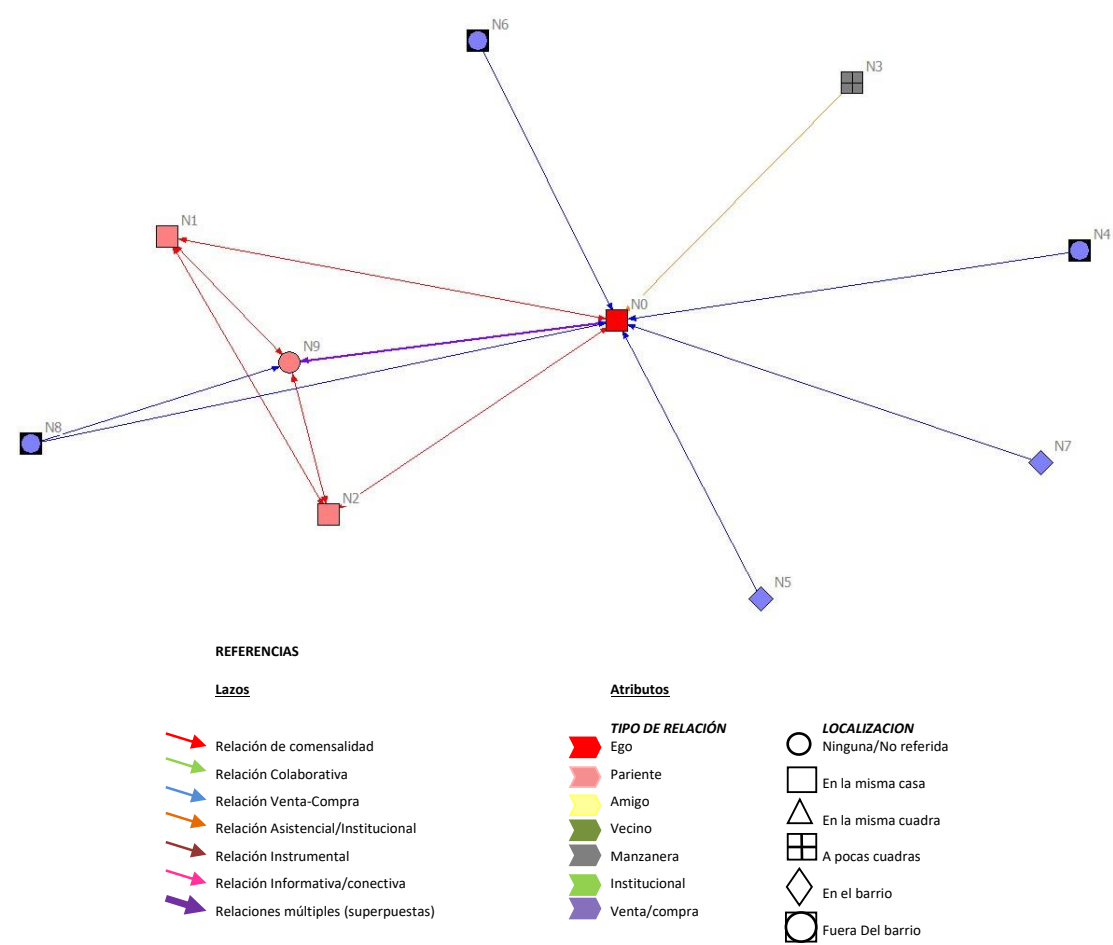 N6
N3
N1
N4
N0
N9
N8
N7
N2
N5
REFERENCIAS
Lazos
Atributos
TIPO DE RELACIÓN
LOCALIZACION
Relación de comensalidad
Ego
Ninguna/No referida
Relación Colaborativa
Pariente
En la misma casa
Relación Venta-Compra
Amigo
En la misma cuadra
Relación Asistencial/Institucional
Vecino
Relación Instrumental
Manzanera
A pocas cuadras
Relación Informativa/conectiva
Institucional
En el barrio
Relaciones múltiples (superpuestas)
Venta/compra
Fuera Del barrio